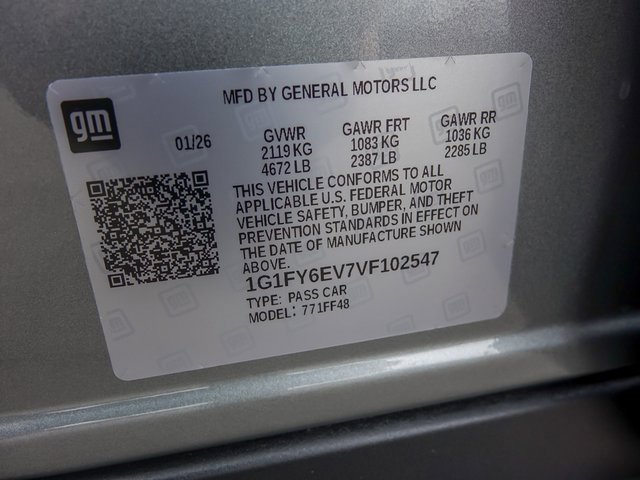 MFD BY GENERAL MOTORS LLC
gm
01/26
GVWR
2119 KG
4672 LB
GAWR FRT
1083 KG
2387 LB
GAWR RR
1036 KG
2285 LB
THIS VEHICLE CONFORMS TO ALL
APPLICABLE U.S. FEDERAL MOTOR
VEHICLE SAFETY, BUMPER, AND THEFT
PREVENTION STANDARDS IN EFFECT ON
THE DATE OF MANUFACTURE SHOWN
ABOVE.
1G1FY6EV7VF102547
TYPE: PASS CAR
MODEL: 771FF48